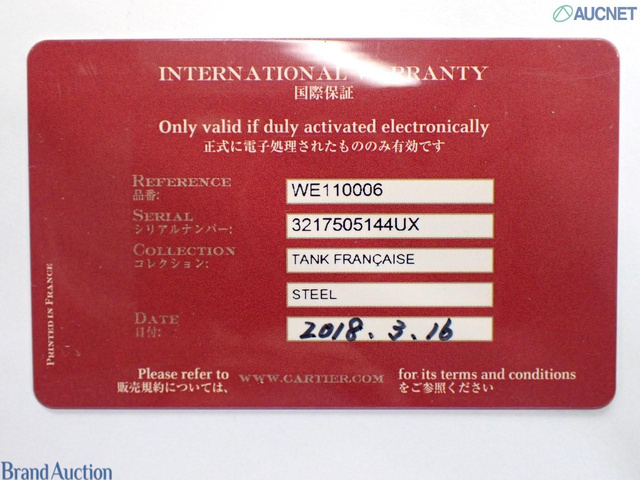 AUCNET
INTERNATIONAL WARRANTY
国際保証
Only valid if duly activated electronically
正式に電子処理されたもののみ有効です
REFERENCE WE110006
品番:
SERIAL 3217505144UX
シリアルナンバー:
COLLECTION TANK FRANÇAISE
コレクション:
STEEL
DATE 2018.3.16
日付:
PRINTED IN FRANCE
Please refer to WWW.CARTIER.COM for its terms and conditions
販売規約については、 をご参照ください
Brand Auction